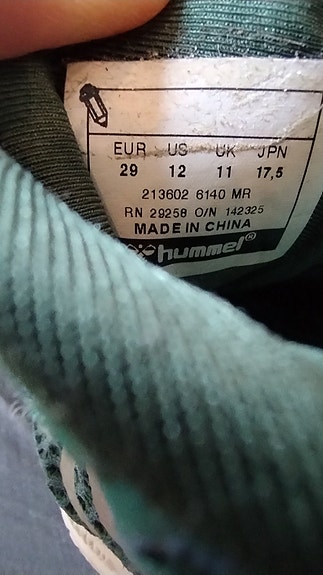 EUR US UK JPN
29 12 11 17,5
213602 6140 MR
RN 29258 O/N 142325
MADE IN CHINA
hummel®